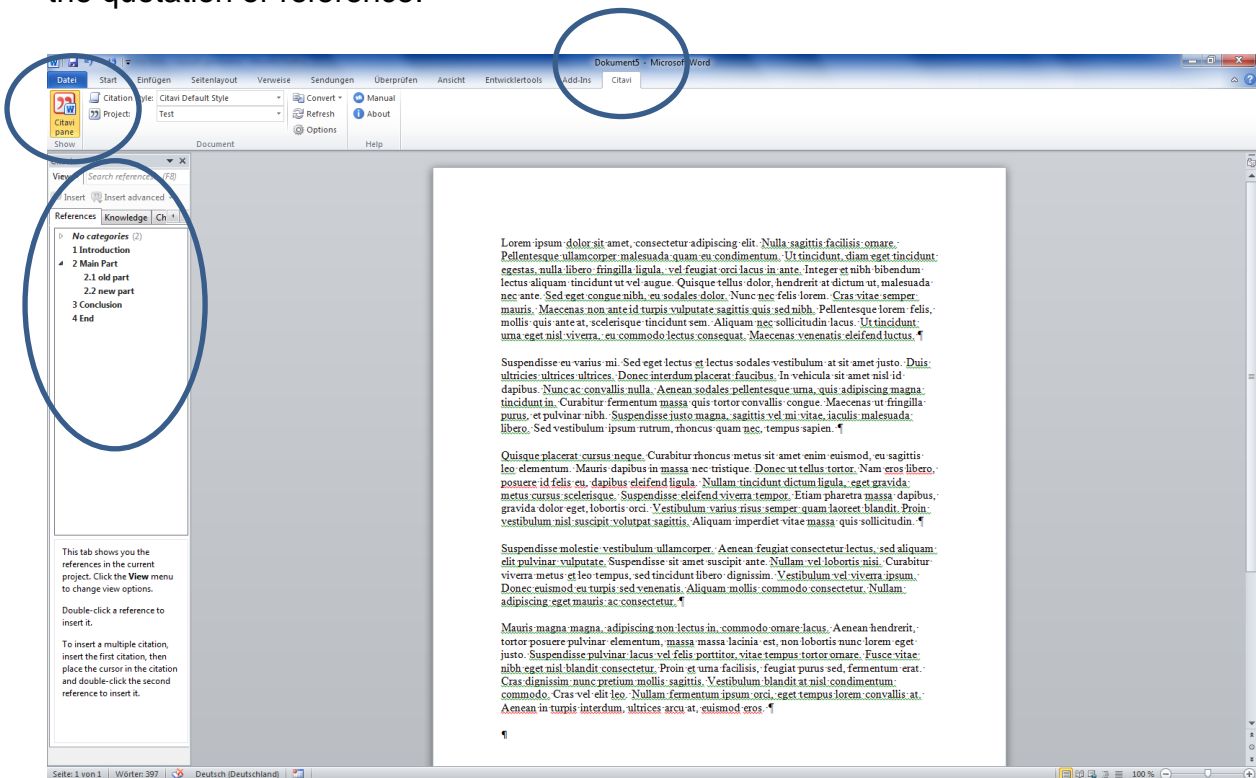 the quotation or reference.
Dokument5 - Microsoft Word
Datei Start Einfügen Seitenlayout Verweise Sendungen Überprüfen Ansicht Entwicklertools Add-Ins Citavi
Citation style: Citavi Default Style Convert Manual
Project: Test Refresh About
Citavi pane Options
Show Document Help
View Search references (F8)
Insert Insert advanced
References Knowledge Ch
No categories (2)
1 Introduction
2 Main Part
2.1 old part
2.2 new part
3 Conclusion
4 End
This tab shows you the
references in the current
project. Click the View menu
to change view options.
Double-click a reference to
insert it.
To insert a multiple citation,
insert the first citation, then
place the cursor in the citation
and double-click the second
reference to insert it.
Lorem ipsum dolor sit amet, consectetur adipiscing elit. Nulla sagittis facilisis ornare.
Pellentesque ullamcorper malesuada quam eu condimentum. Ut tincidunt, diam eget tincidunt
egestas, nulla libero fringilla ligula, vel feugiat orci lacus in ante. Integer et nibh bibendum
lectus aliquam tincidunt ut vel augue. Quisque tellus dolor, hendrerit at dictum ut, malesuada
nec ante. Sed eget congue nibh, eu sodales dolor. Nunc nec felis lorem. Cras vitae semper
mauris. Maecenas non ante id turpis vulputate sagittis quis sed nibh. Pellentesque lorem felis,
mollis quis ante at, scelerisque tincidunt sem. Aliquam nec sollicitudin lacus. Ut tincidunt
urna eget nisl viverra, eu commodo lectus consequat. Maecenas venenatis eleifend luctus. ¶
Suspendisse eu varius mi. Sed eget lectus et lectus sodales vestibulum at sit amet justo. Duis
ultricies ultrices ultrices. Donec interdum placerat faucibus. In vehicula sit amet nisl id
dapibus. Nunc ac convallis nulla. Aenean sodales pellentesque urna, quis adipiscing magna
tincidunt in. Curabitur fermentum massa quis tortor convallis congue. Maecenas ut fringilla
purus, et pulvinar nibh. Suspendisse justo magna, sagittis vel mi vitae, iaculis malesuada
libero. Sed vestibulum ipsum rutrum, rhoncus quam nec, tempus sapien. ¶
Quisque placerat cursus neque. Curabitur rhoncus metus sit amet enim euismod, eu sagittis
leo elementum. Mauris dapibus in massa nec tristique. Donec ut tellus tortor. Nam eros libero,
posuere id felis eu, dapibus eleifend ligula. Nullam tincidunt dictum ligula, eget gravida
metus cursus scelerisque. Suspendisse eleifend viverra tempor. Etiam pharetra massa dapibus,
gravida dolor eget, lobortis orci. Vestibulum varius risus semper quam laoreet blandit. Proin
vestibulum nisl suscipit volutpat sagittis. Aliquam imperdiet vitae massa quis sollicitudin. ¶
Suspendisse molestie vestibulum ullamcorper. Aenean feugiat consectetur lectus, sed aliquam
elit pulvinar vulputate. Suspendisse sit amet suscipit ante. Nullam vel lobortis nisi. Curabitur
viverra metus et leo tempus, sed tincidunt libero dignissim. Vestibulum vel viverra ipsum.
Donec euismod eu turpis sed venenatis. Aliquam mollis commodo consectetur. Nullam
adipiscing eget mauris ac consectetur. ¶
Mauris magna magna, adipiscing non lectus in, commodo ornare lacus. Aenean hendrerit,
tortor posuere pulvinar elementum, massa massa lacinia est, non lobortis nunc lorem eget
justo. Suspendisse pulvinar lacus vel felis porttitor, vitae tempus tortor ornare. Fusce vitae
nibh eget nisl blandit consectetur. Proin et urna facilisis, feugiat purus sed, fermentum erat.
Cras dignissim nunc pretium mollis sagittis. Vestibulum blandit at nisl condimentum
commodo. Cras vel elit leo. Nullam fermentum ipsum orci, eget tempus lorem convallis at.
Aenean in turpis interdum, ultrices arcu at, euismod eros. ¶
¶
Seite: 1 von 1 Wörter: 397 Deutsch (Deutschland) 100 %